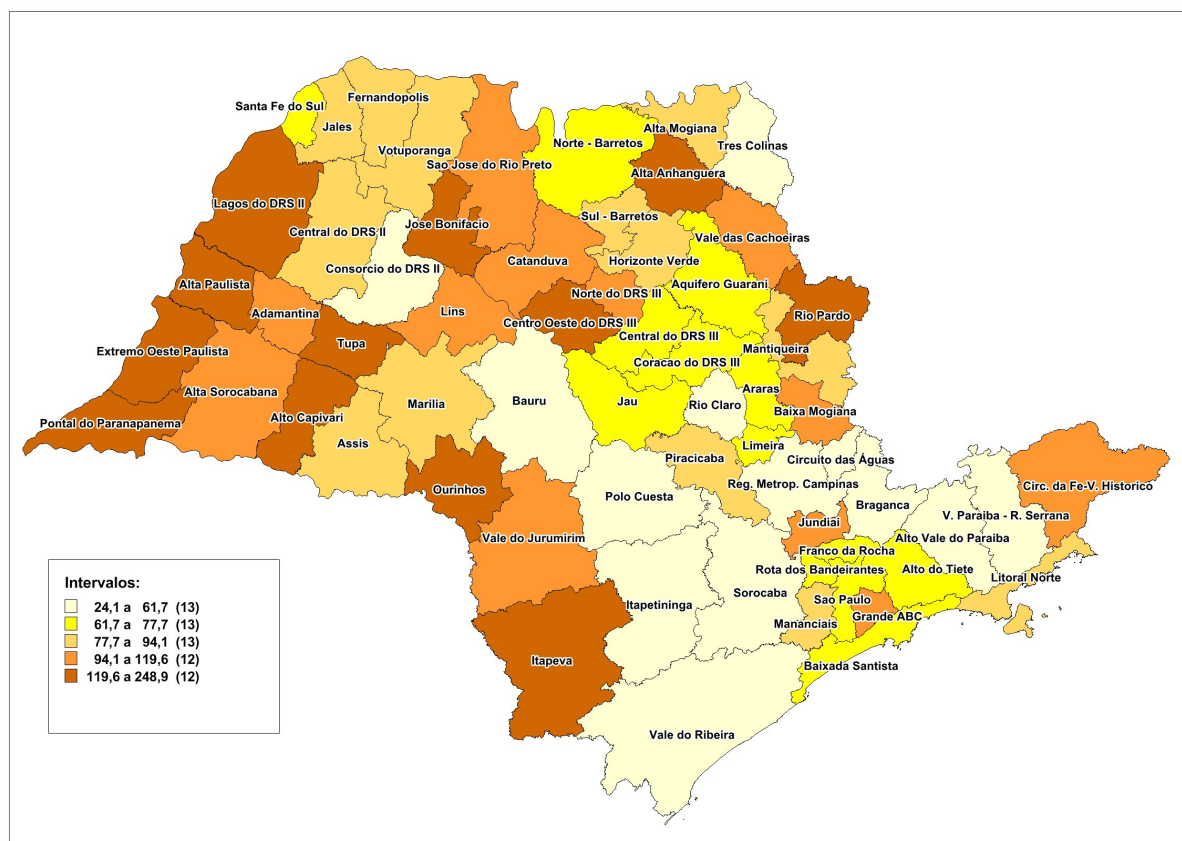 Fernandopolis
Santa Fe do Sul
Jales
Alta Mogiana
Norte - Barretos
Tres Colinas
Votuporanga
Sao Jose do Rio Preto
Alta Anhanguera
Lagos do DRS II
Sul - Barretos
Jose Bonifacio
Central do DRS II
Vale das Cachoeiras
Catanduva
Horizonte Verde
Consorcio do DRS II
Alta Paulista
Aquifero Guarani
Norte do DRS III
Adamantina
Lins
Rio Pardo
Centro Oeste do DRS III
Central do DRS III
Tupa
Extremo Oeste Paulista
Mantiqueira
Coracao do DRS III
Alta Sorocabana
Araras
Bauru
Jau
Marilia
Rio Claro
Baixa Mogiana
Alto Capivari
Pontal do Paranapanema
Assis
Limeira
Piracicaba
Circuito das Águas
Reg. Metrop. Campinas
Circ. da Fe-V. Historico
Ourinhos
Polo Cuesta
Braganca
V. Paraiba - R. Serrana
Jundiai
Vale do Jurumirim
Alto Vale do Paraiba
Franco da Rocha
Rota dos Bandeirantes
Alto do Tiete
Litoral Norte
Sorocaba
Sao Paulo
Itapetininga
Grande ABC
Mananciais
Itapeva
Baixada Santista
Vale do Ribeira
Intervalos:
24,1 a 61,7 (13)
61,7 a 77,7 (13)
77,7 a 94,1 (13)
94,1 a 119,6 (12)
119,6 a 248,9 (12)